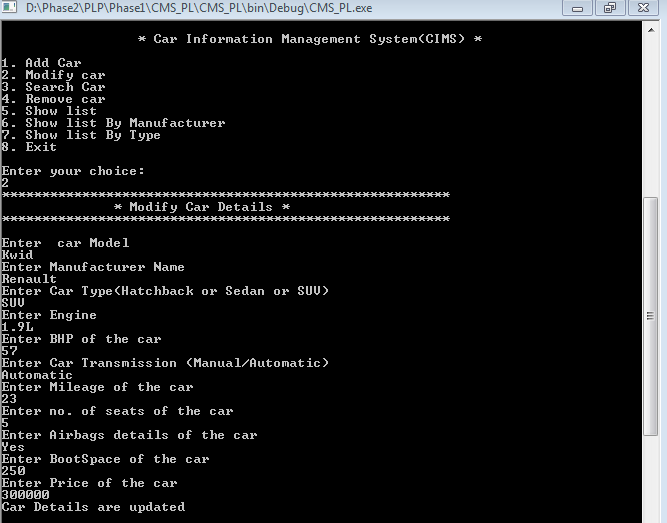 D:\Phase2\PLP\Phase1\CMS_PL\CMS_PL\bin\Debug\CMS_PL.exe
* Car Information Management System(CIMS) *
1. Add Car
2. Modify car
3. Search Car
4. Remove car
5. Show list
6. Show list By Manufacturer
7. Show list By Type
8. Exit
Enter your choice:
2
********************************************************
* Modify Car Details *
********************************************************
Enter  car Model
Kwid
Enter Manufacturer Name
Renault
Enter Car Type(Hatchback or Sedan or SUV)
SUV
Enter Engine
1.9L
Enter BHP of the car
57
Enter Car Transmission (Manual/Automatic)
Automatic
Enter Mileage of the car
23
Enter no. of seats of the car
5
Enter Airbags details of the car
Yes
Enter BootSpace of the car
250
Enter Price of the car
300000
Car Details are updated